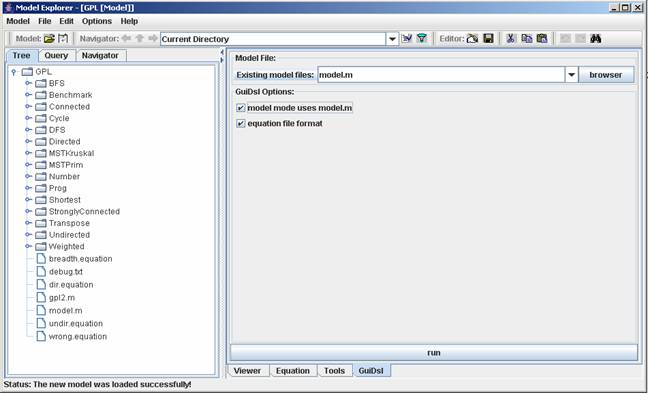 Model Explorer - [GPL [Model]]
Model File Edit Options Help
Model: Navigator: Current Directory Editor:
Tree Query Navigator
GPL
BFS
Benchmark
Connected
Cycle
DFS
Directed
MSTKruskal
MSTPrim
Number
Prog
Shortest
StronglyConnected
Transpose
Undirected
Weighted
breadth.equation
debug.txt
dir.equation
gpl2.m
model.m
undir.equation
wrong.equation
Model File:
Existing model files: model.m browser
GuiDsl Options:
model mode uses model.m
equation file format
run
Viewer Equation Tools GuiDsl
Status: The new model was loaded successfully!